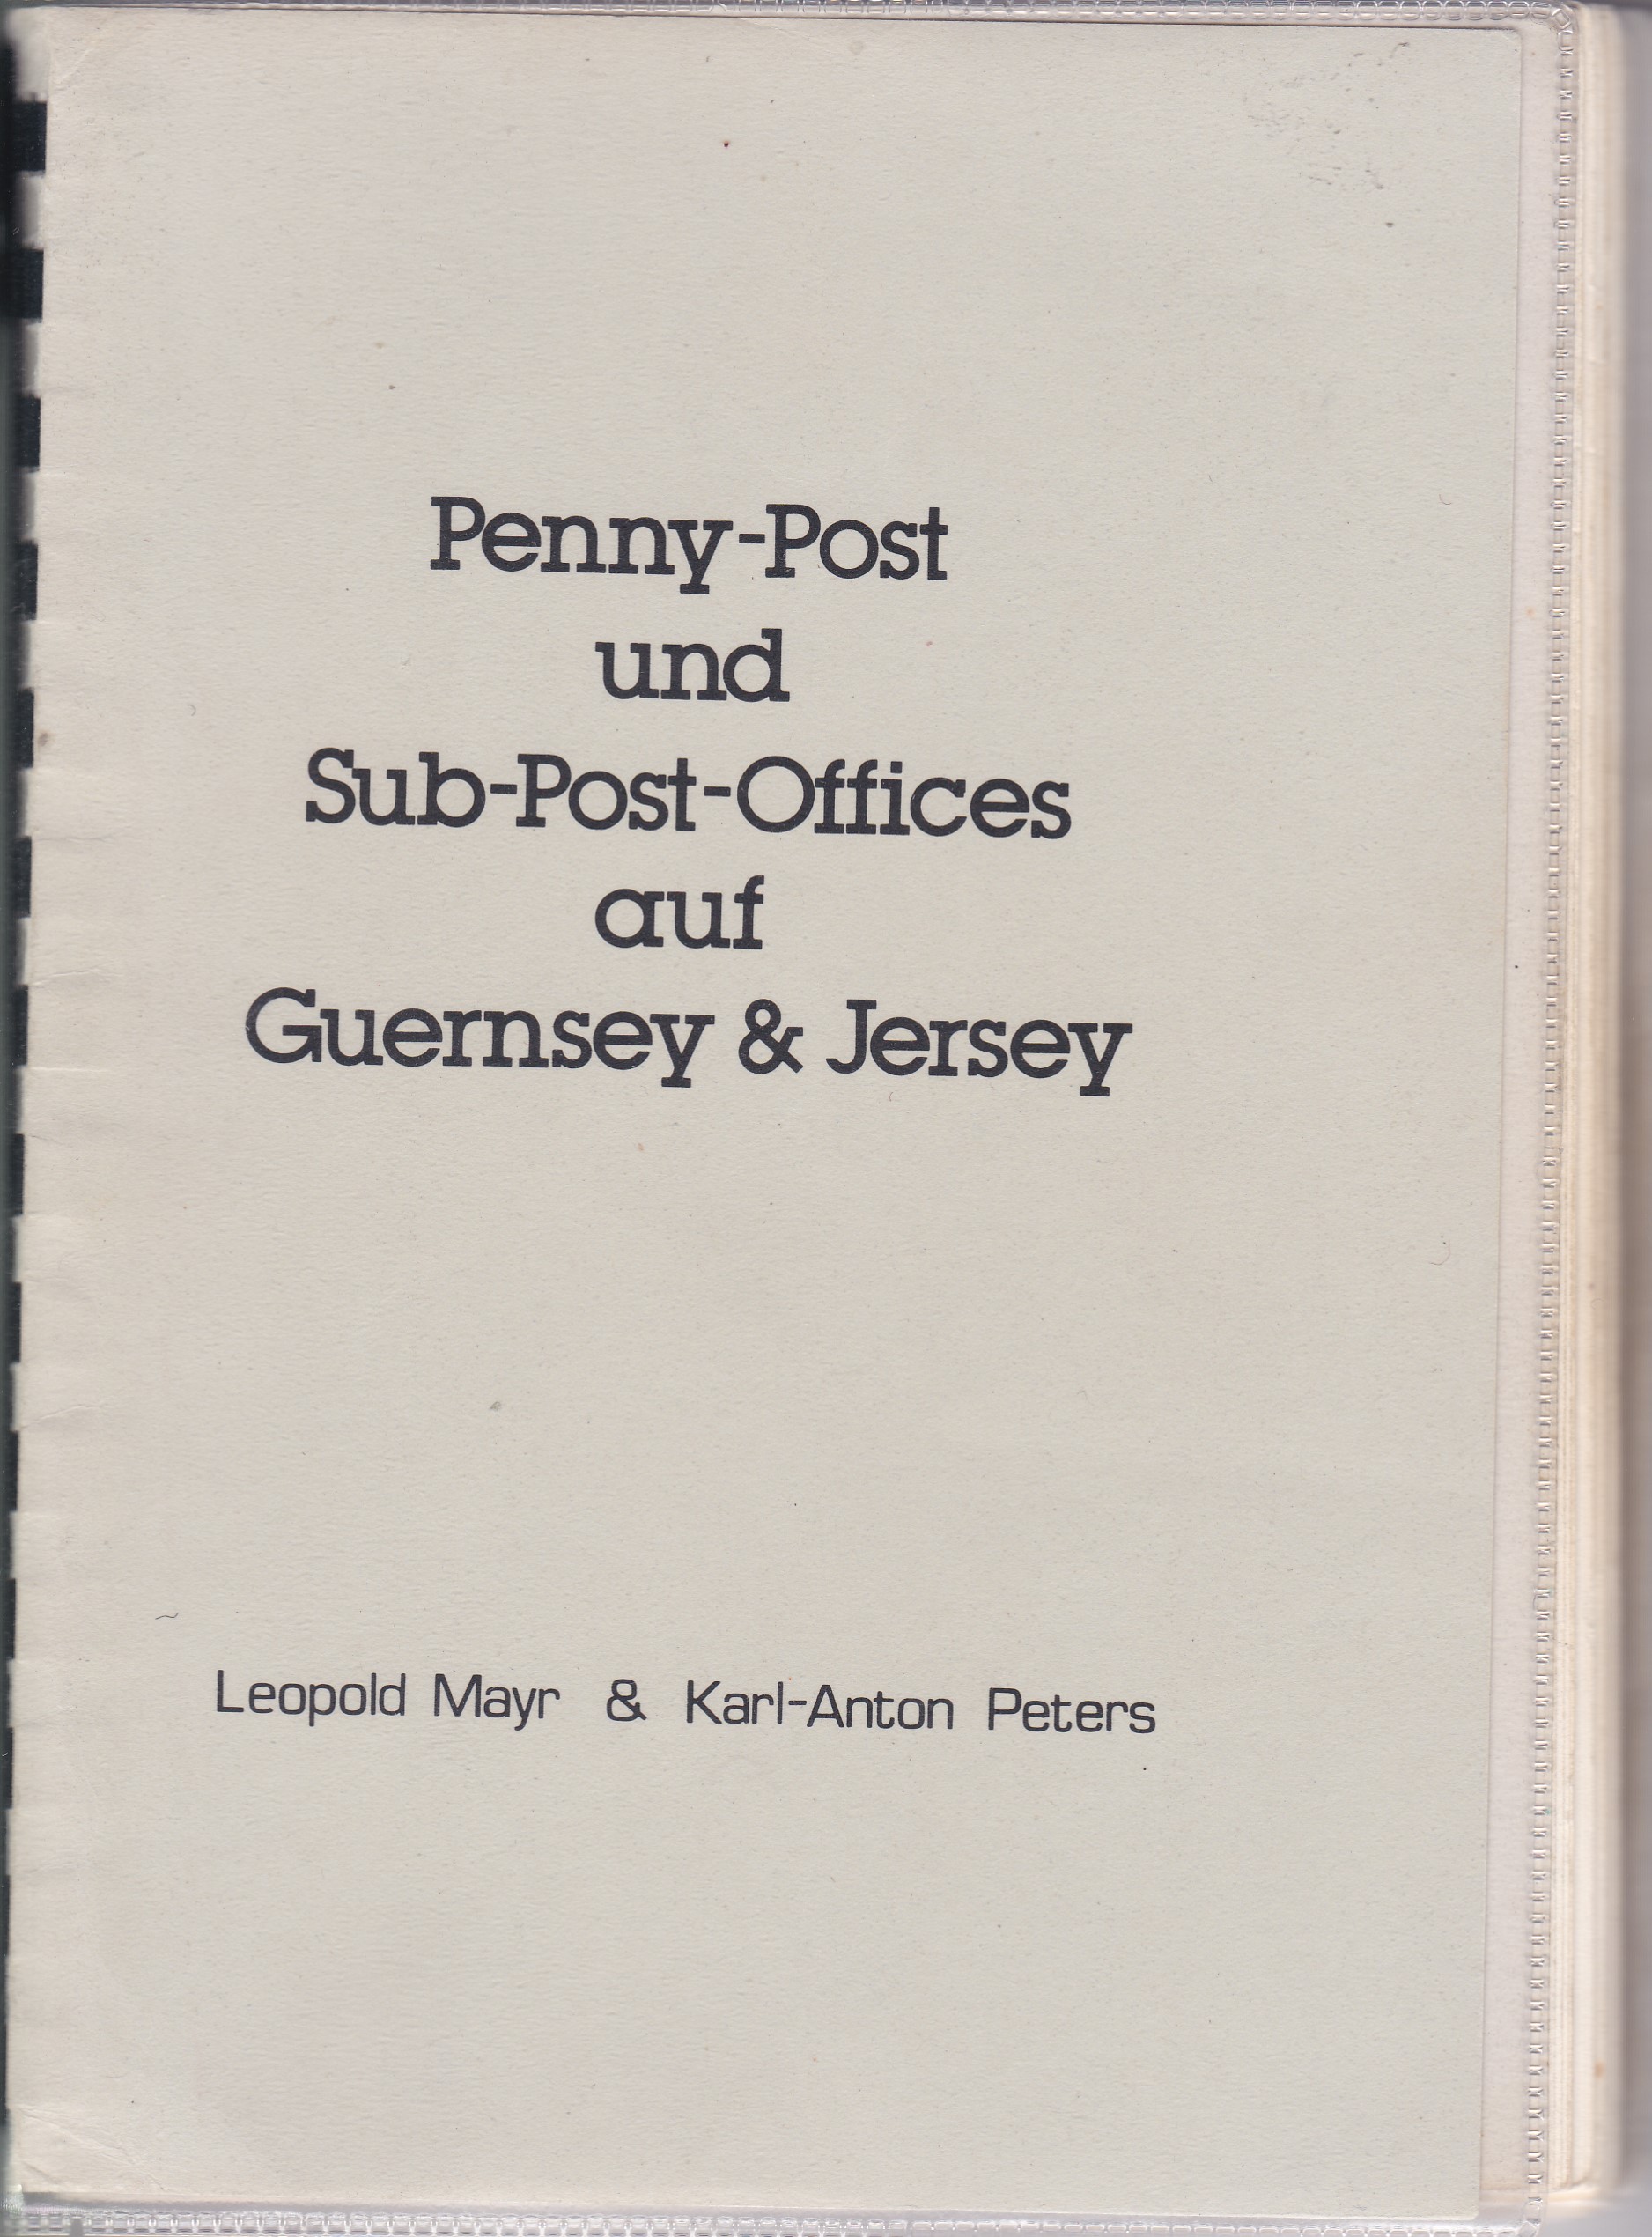 Penny-Post
und
Sub-Post-Offices
auf
Guernsey & Jersey
Leopold Mayr & Karl-Anton Peters